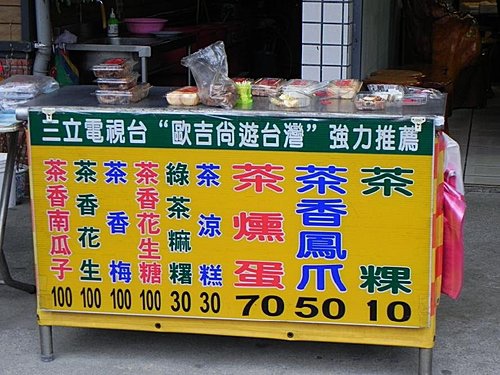 三立電視台“歐吉尚遊台灣”強力推薦
茶香南瓜子 100
茶香花生 100
茶香梅 100
茶香花生糖 100
綠茶麻糬 30
茶涼糕 30
茶燻蛋 70
茶香鳳爪 50
茶粿 10